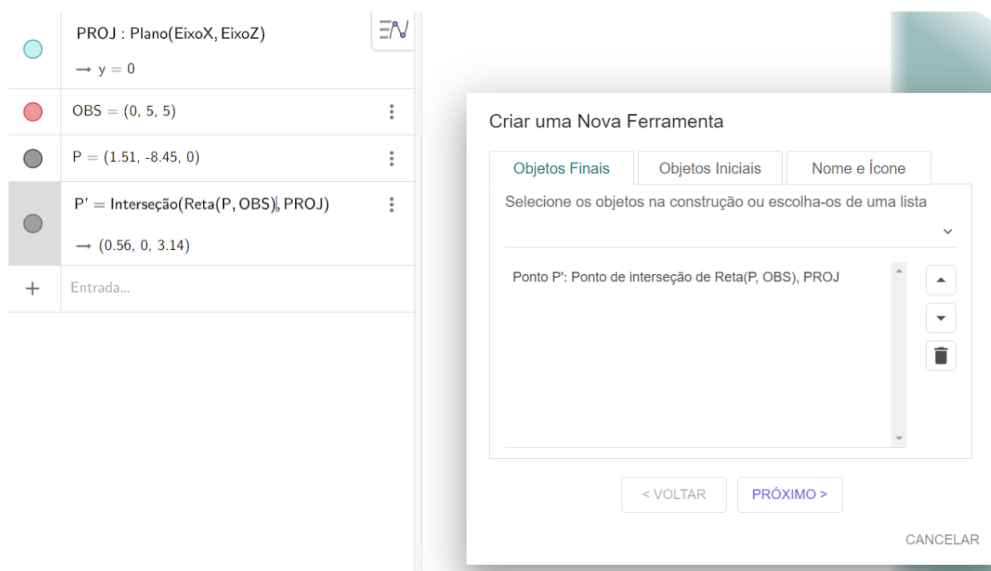 PROJ : Plano(EixoX, EixoZ)
→ y = 0
OBS = (0, 5, 5)
P = (1.51, -8.45, 0)
P' = Interseção(Reta(P, OBS), PROJ)
→ (0.56, 0, 3.14)
+ Entrada...
Criar uma Nova Ferramenta
Objetos Finais Objetos Iniciais Nome e Ícone
Selecione os objetos na construção ou escolha-os de uma lista
Ponto P': Ponto de interseção de Reta(P, OBS), PROJ
< VOLTAR PRÓXIMO >
CANCELAR